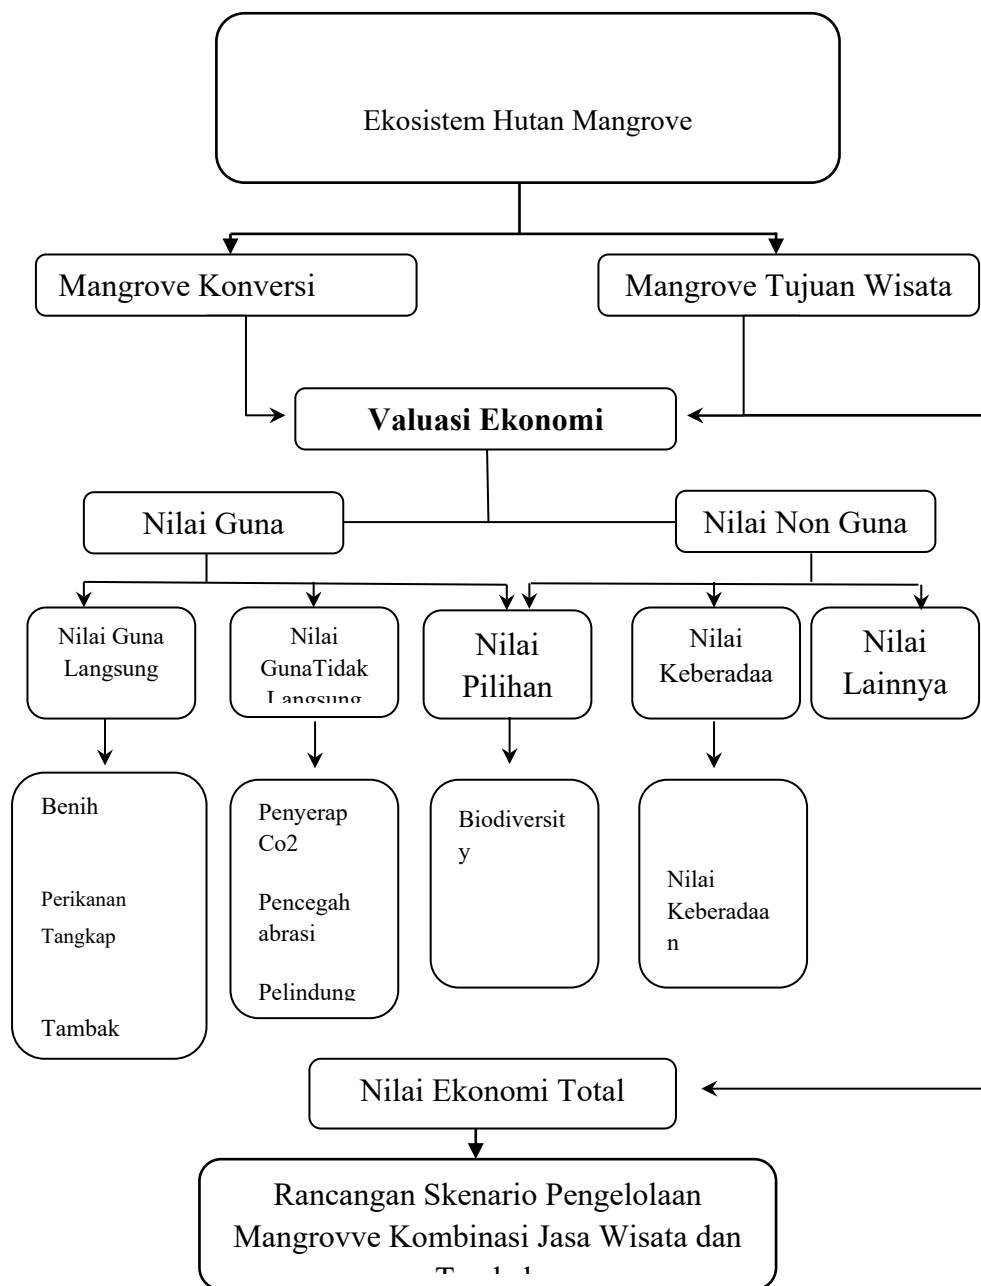 Ekosistem Hutan Mangrove
Mangrove Konversi
Mangrove Tujuan Wisata
Valuasi Ekonomi
Nilai Guna
Nilai Non Guna
Nilai Guna
Langsung
Nilai
GunaTidak
Langsung
Nilai
Pilihan
Nilai
Keberadaa
Nilai
Lainnya
Benih
Perikanan
Tangkap
Tambak
Penyerap
Co2
Pencegah
abrasi
Pelindung
Biodiversit
y
Nilai
Keberadaa
n
Nilai Ekonomi Total
Rancangan Skenario Pengelolaan
Mangrovve Kombinasi Jasa Wisata dan